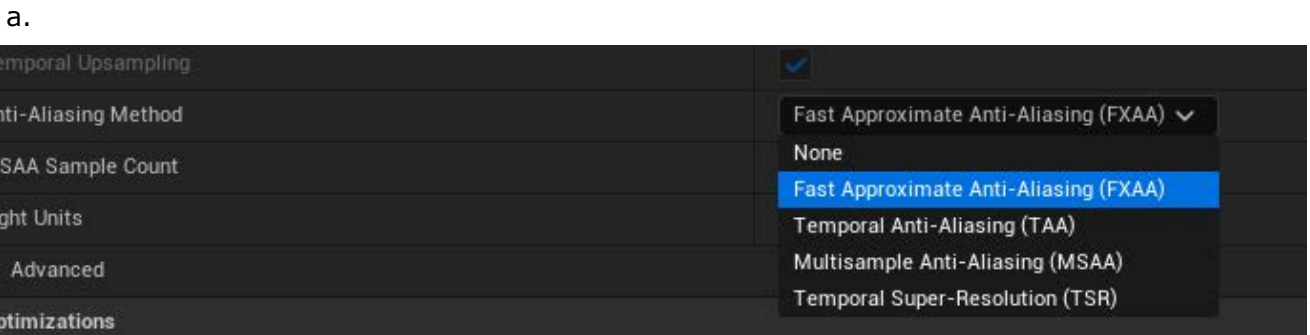 a.
emporal Upsampling
nti-Aliasing Method Fast Approximate Anti-Aliasing (FXAA)
None
SAA Sample Count
Fast Approximate Anti-Aliasing (FXAA)
ght Units
Temporal Anti-Aliasing (TAA)
Advanced
Multisample Anti-Aliasing (MSAA)
Temporal Super-Resolution (TSR)
ptimizations